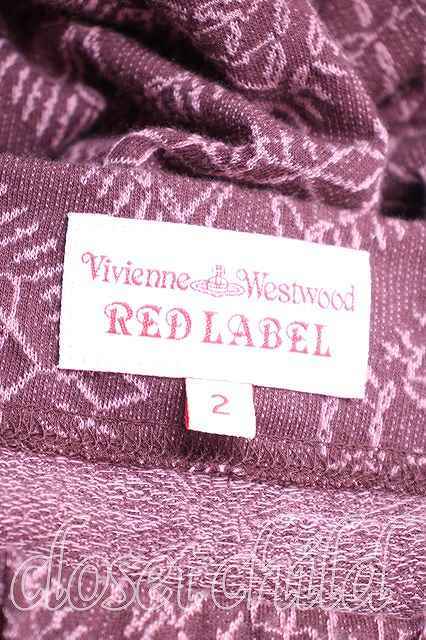 Vivienne Westwood
RED LABEL
2
closet child